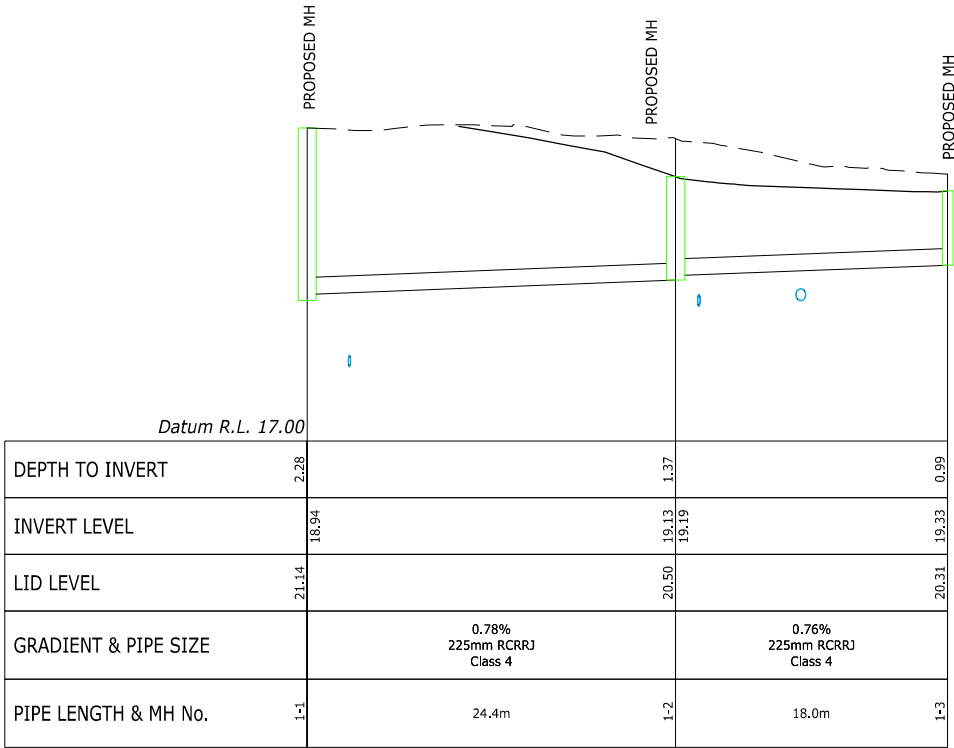 PROPOSED MH
PROPOSED MH
PROPOSED MH
Datum R.L. 17.00
DEPTH TO INVERT 2.28 1.37 0.99
INVERT LEVEL 18.94 19.13 19.19 19.33
LID LEVEL 21.14 20.50 20.31
GRADIENT & PIPE SIZE
0.78%
225mm RCRRJ
Class 4
0.76%
225mm RCRRJ
Class 4
PIPE LENGTH & MH No. 1-1 24.4m 1-2 18.0m 1-3